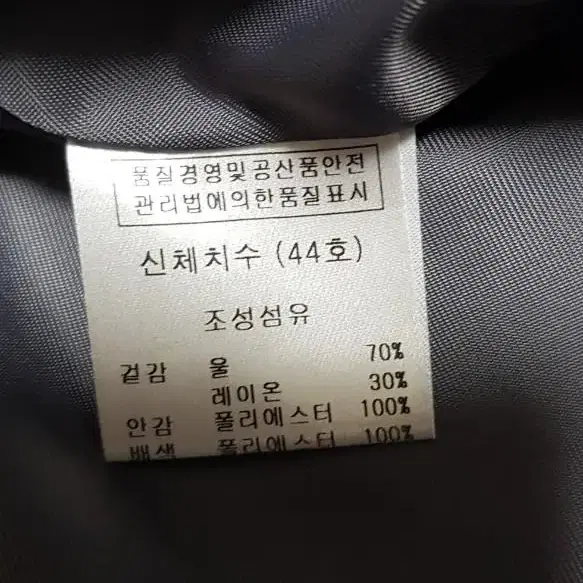 품질경영및공산품안전
관리법에의한품질표시
신체치수 (44호)
조성섬유
겉감 울 70%
레이온 30%
안감 폴리에스터 100%
배색 폴리에스터 100%